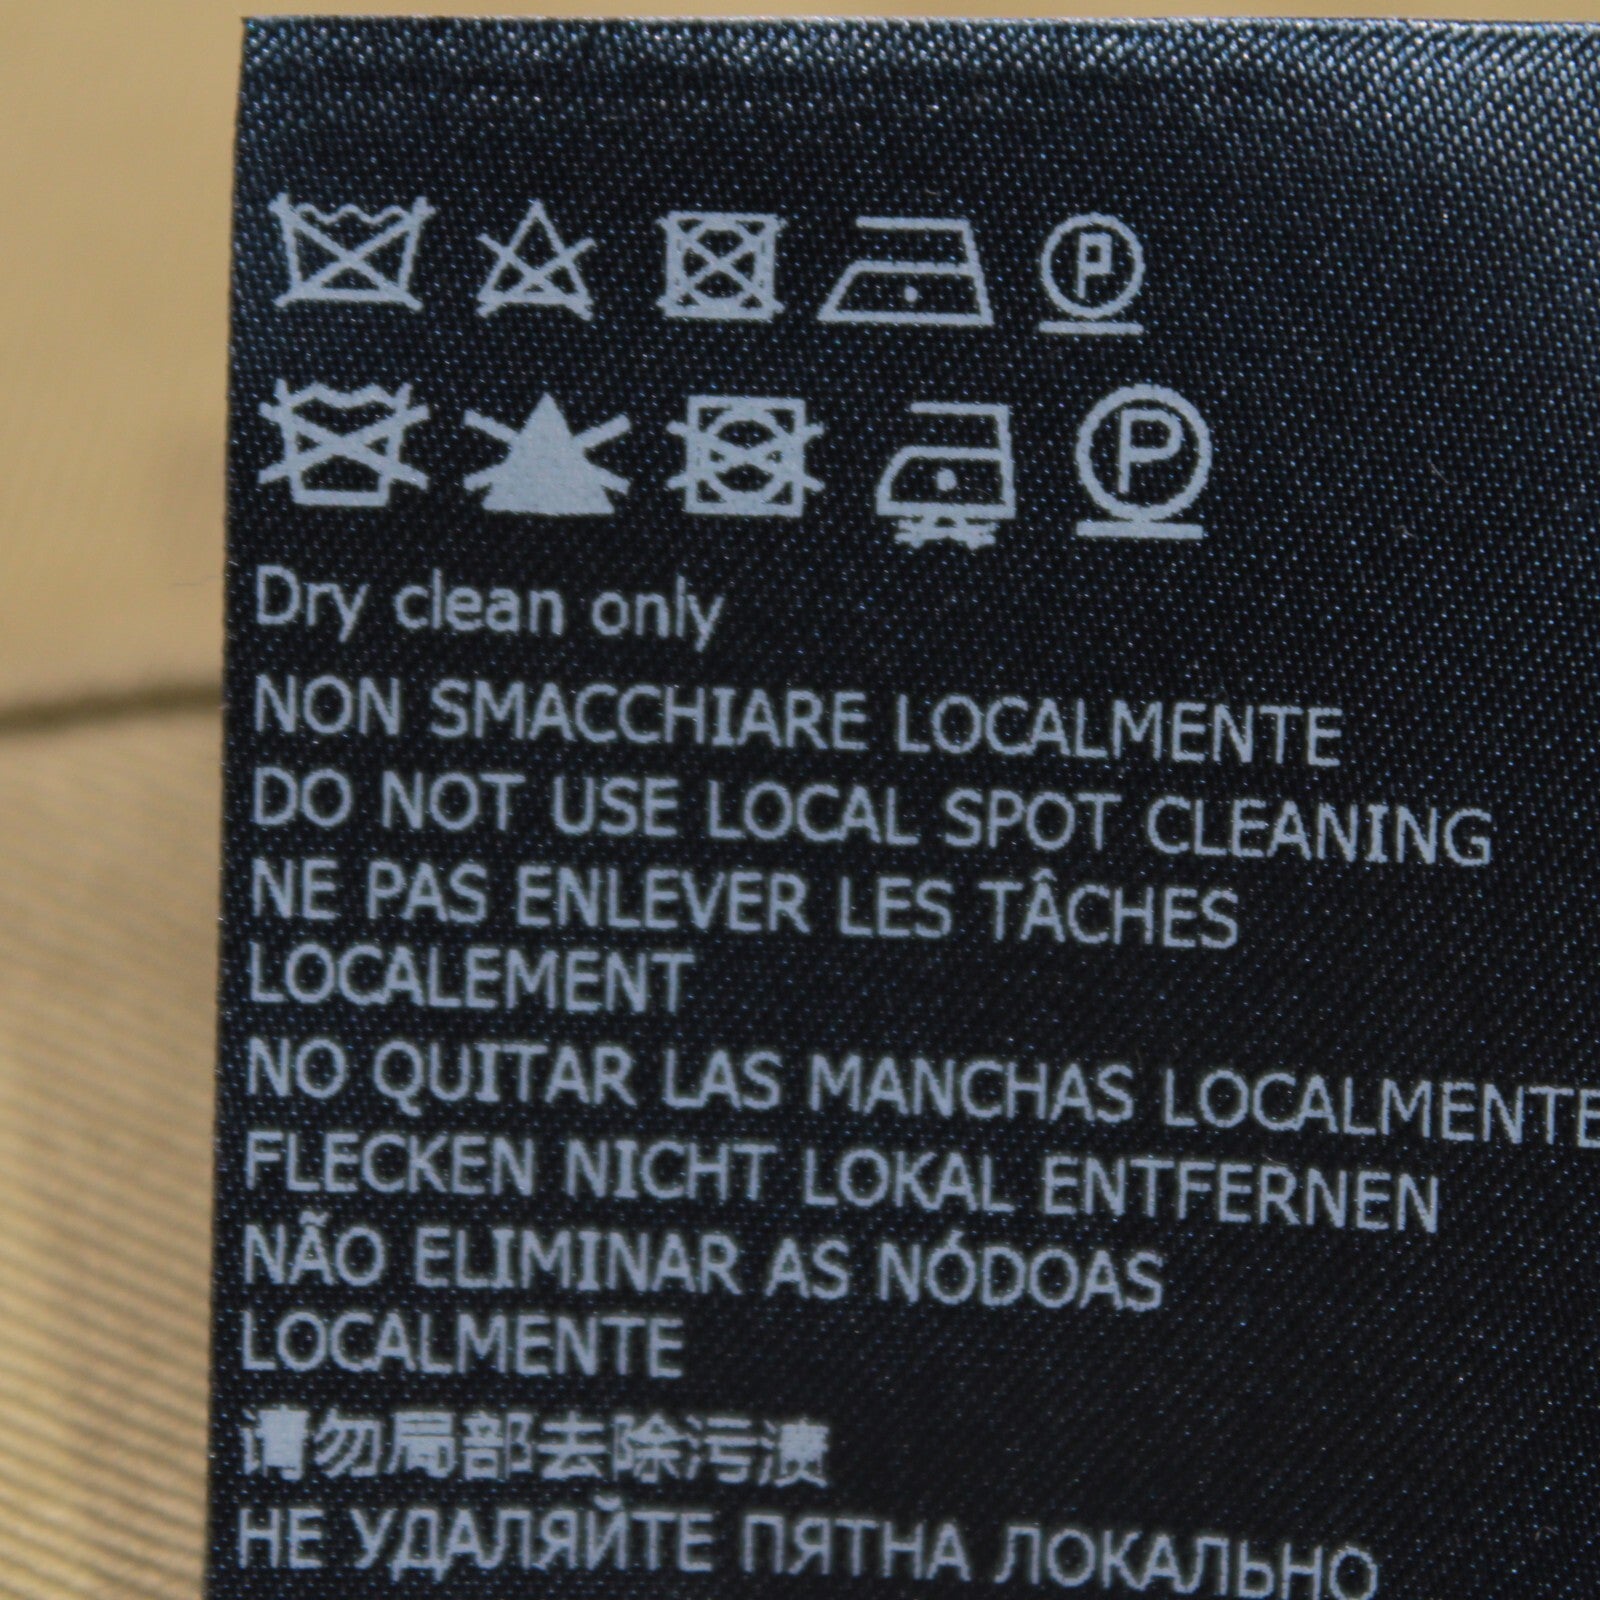 P
P
Dry clean only
NON SMACCHIARE LOCALMENTE
DO NOT USE LOCAL SPOT CLEANING
NE PAS ENLEVER LES TÂCHES
LOCALEMENT
NO QUITAR LAS MANCHAS LOCALMENTE
FLECKEN NICHT LOKAL ENTFERNEN
NÃO ELIMINAR AS NÓDOAS
LOCALMENTE
请勿局部去除污渍
НЕ УДАЛЯЙТЕ ПЯТНА ЛОКАЛЬНО